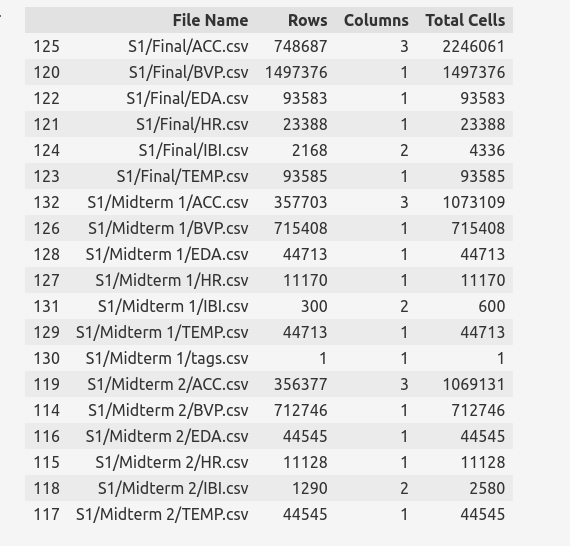 File Name Rows Columns Total Cells
125 S1/Final/ACC.csv 748687 3 2246061
120 S1/Final/BVP.csv 1497376 1 1497376
122 S1/Final/EDA.csv 93583 1 93583
121 S1/Final/HR.csv 23388 1 23388
124 S1/Final/IBI.csv 2168 2 4336
123 S1/Final/TEMP.csv 93585 1 93585
132 S1/Midterm 1/ACC.csv 357703 3 1073109
126 S1/Midterm 1/BVP.csv 715408 1 715408
128 S1/Midterm 1/EDA.csv 44713 1 44713
127 S1/Midterm 1/HR.csv 11170 1 11170
131 S1/Midterm 1/IBI.csv 300 2 600
129 S1/Midterm 1/TEMP.csv 44713 1 44713
130 S1/Midterm 1/tags.csv 1 1 1
119 S1/Midterm 2/ACC.csv 356377 3 1069131
114 S1/Midterm 2/BVP.csv 712746 1 712746
116 S1/Midterm 2/EDA.csv 44545 1 44545
115 S1/Midterm 2/HR.csv 11128 1 11128
118 S1/Midterm 2/IBI.csv 1290 2 2580
117 S1/Midterm 2/TEMP.csv 44545 1 44545